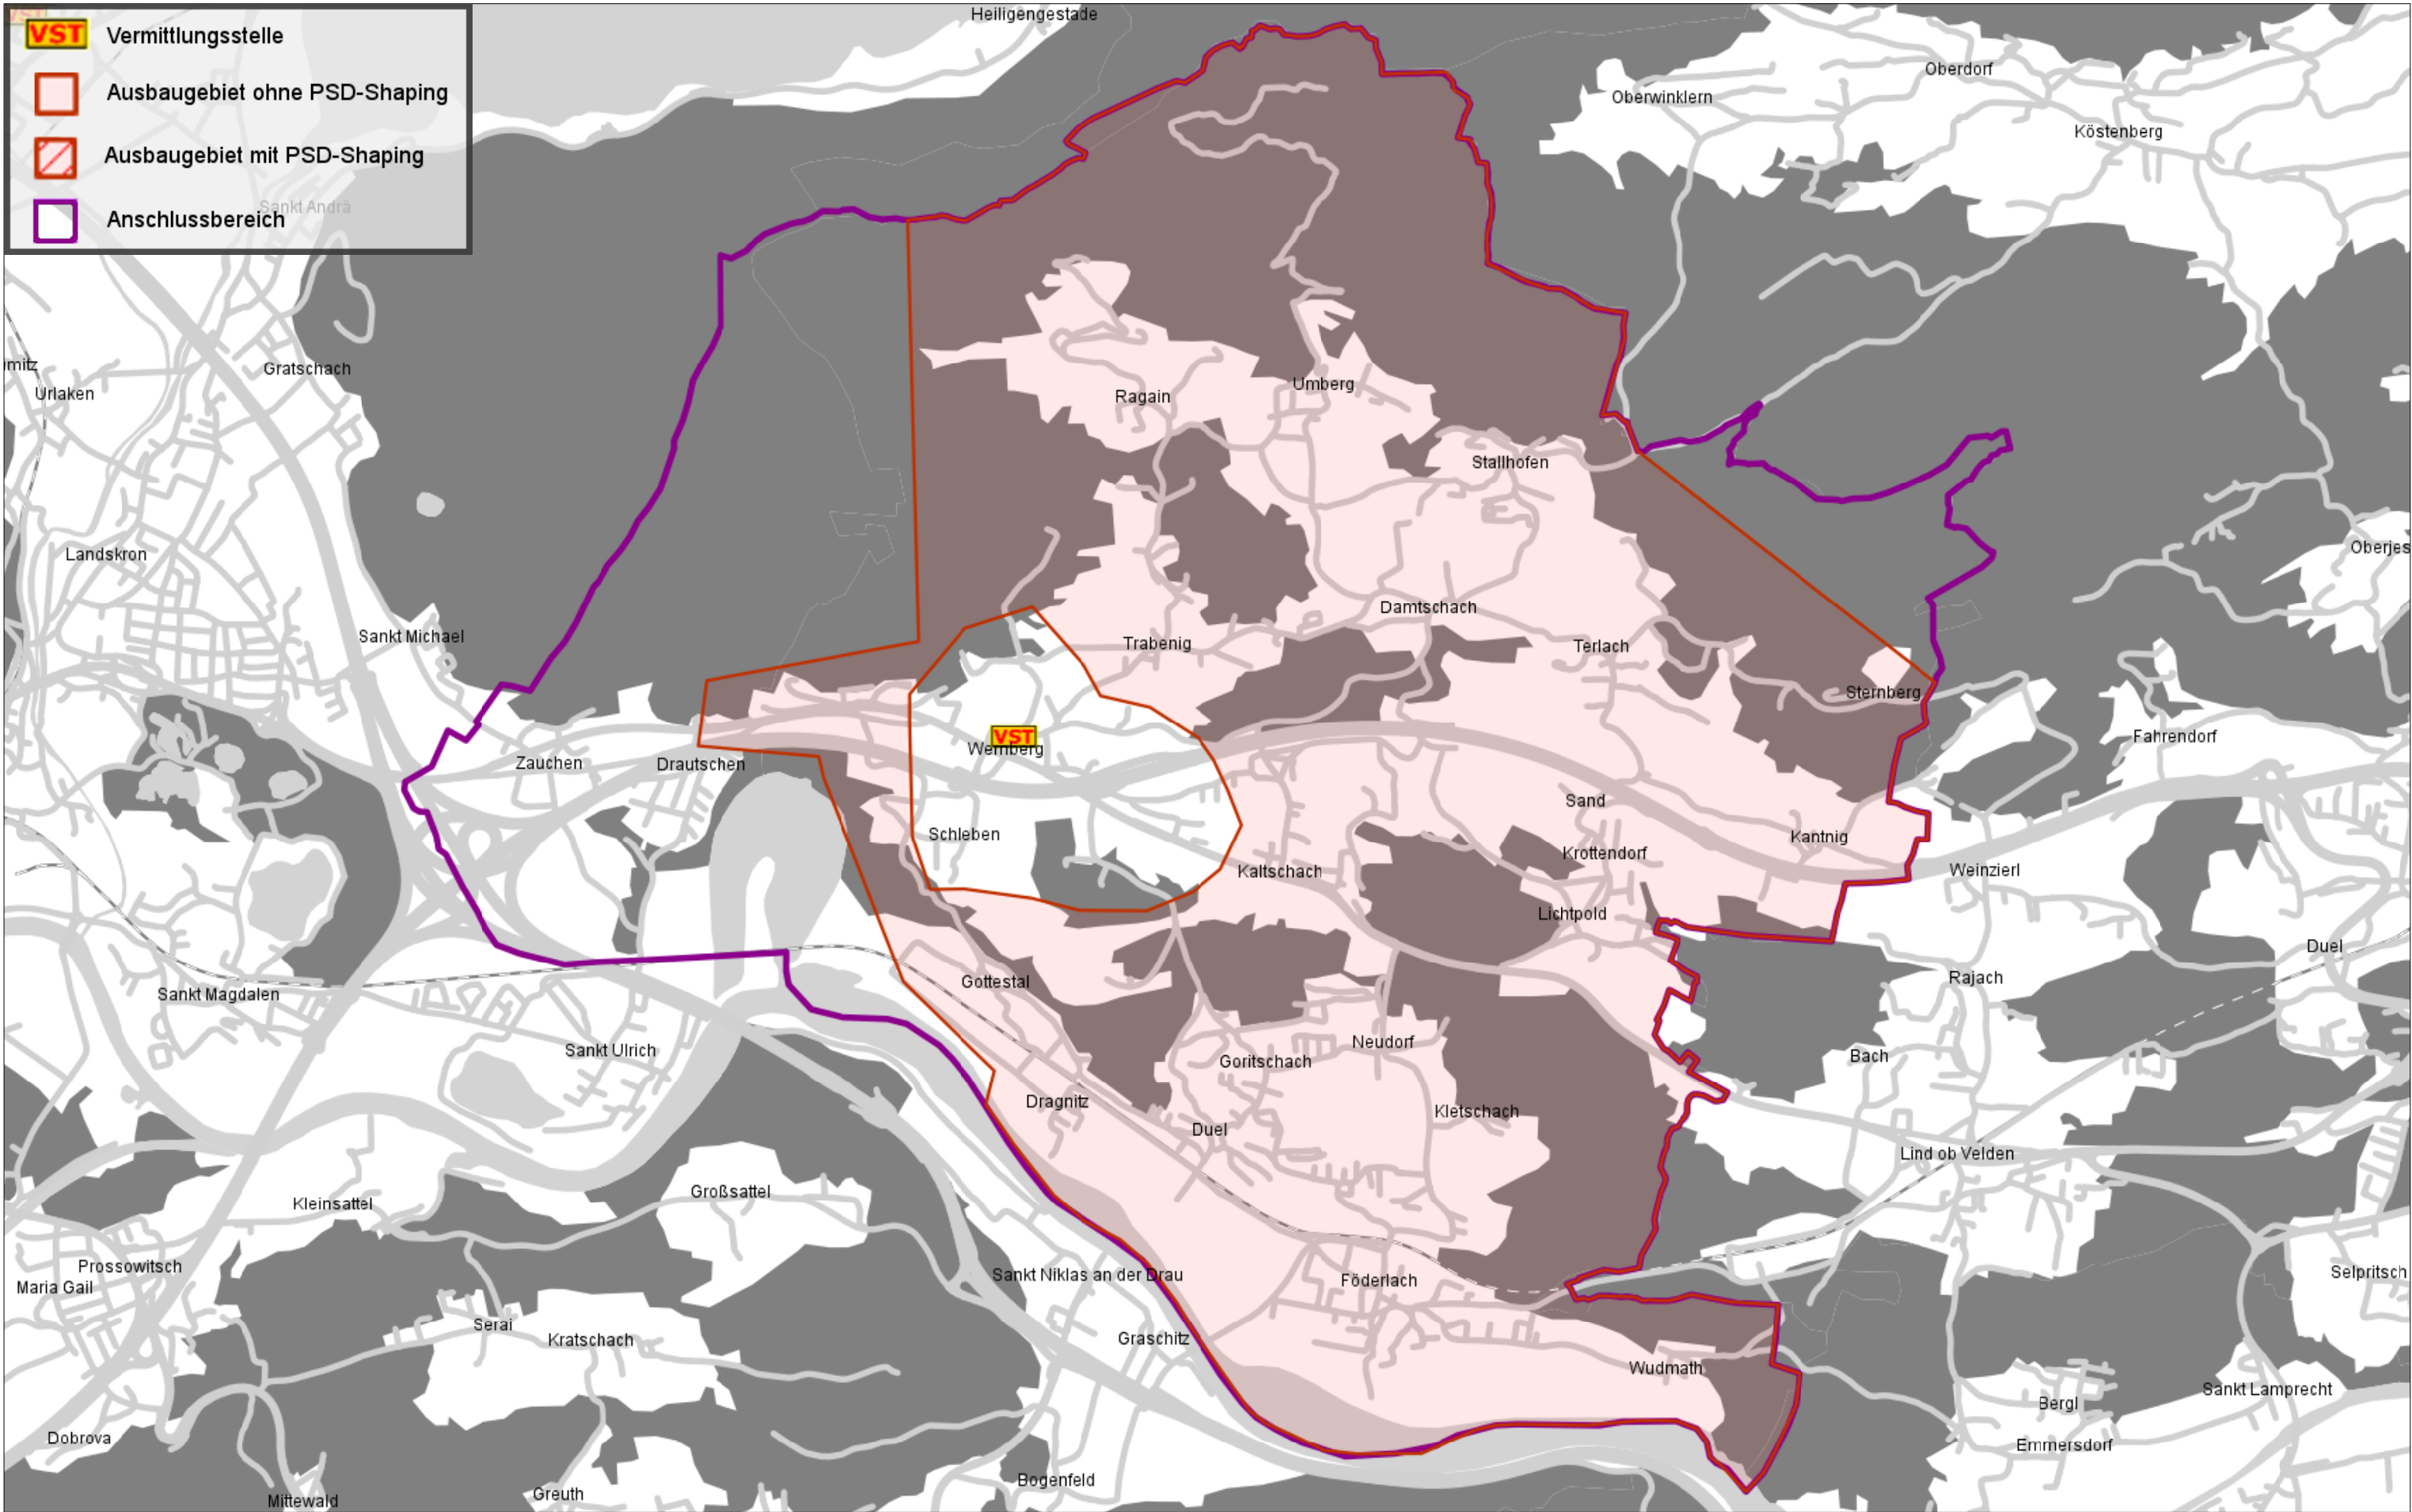 VST Vermittlungsstelle
Ausbaugebiet ohne PSD-Shaping
Ausbaugebiet mit PSD-Shaping
Anschlussbereich
Sankt Andrä
Heiligengestade
Oberdorf
Oberwinklern
Köstenberg
Gratschach
Urlaken
Umberg
Ragain
Stallhofen
Landskron
Oberjes
Damtschach
Sankt Michael
Trabenig
Terlach
Sternberg
VST
Wernberg
Fahrendorf
Zauchen
Drautschen
Sand
Schleben
Kantnig
Krottendorf
Kaltschach
Weinzierl
Lichtpold
Duel
Gottestal
Rajach
Sankt Magdalen
Neudorf
Sankt Ulrich
Goritschach
Bach
Dragnitz
Kletschach
Duel
Lind ob Velden
Großsattel
Kleinsattel
Prossowitsch
Sankt Niklas an der Drau
Föderlach
Selpritsch
Maria Gail
Serai
Kratschach
Graschitz
Wudmath
Sankt Lamprecht
Bergl
Dobrova
Emmersdorf
Bogenfeld
Greuth
Mittewald